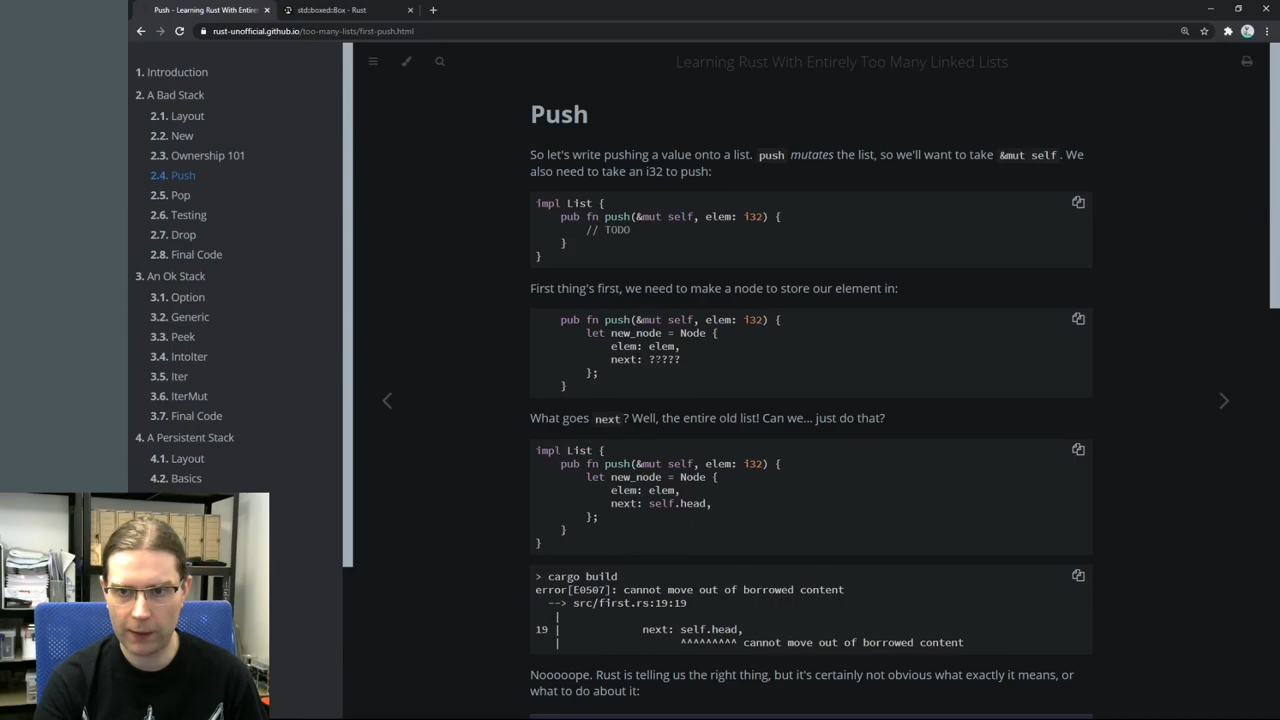 Push - Learning Rust With Entirel
std::boxed::Box - Rust
rust-unofficial.github.io/too-many-lists/first-push.html
Learning Rust With Entirely Too Many Linked Lists
1. Introduction
2. A Bad Stack
2.1. Layout
2.2. New
2.3. Ownership 101
2.4. Push
2.5. Pop
2.6. Testing
2.7. Drop
2.8. Final Code
3. An Ok Stack
3.1. Option
3.2. Generic
3.3. Peek
3.4. IntoIter
3.5. Iter
3.6. IterMut
3.7. Final Code
4. A Persistent Stack
4.1. Layout
4.2. Basics
Push
So let's write pushing a value onto a list. push mutates the list, so we'll want to take &mut self. We
also need to take an i32 to push:
impl List {
pub fn push(&mut self, elem: i32) {
// TODO
}
}
First thing's first, we need to make a node to store our element in:
pub fn push(&mut self, elem: i32) {
let new_node = Node {
elem: elem,
next: ?????
};
}
What goes next? Well, the entire old list! Can we... just do that?
impl List {
pub fn push(&mut self, elem: i32) {
let new_node = Node {
elem: elem,
next: self.head,
};
}
}
> cargo build
error[E0507]: cannot move out of borrowed content
--> src/first.rs:19:19
|
19 | next: self.head,
| ^^^^^^^^^ cannot move out of borrowed content
Nooooope. Rust is telling us the right thing, but it's certainly not obvious what exactly it means, or
what to do about it: